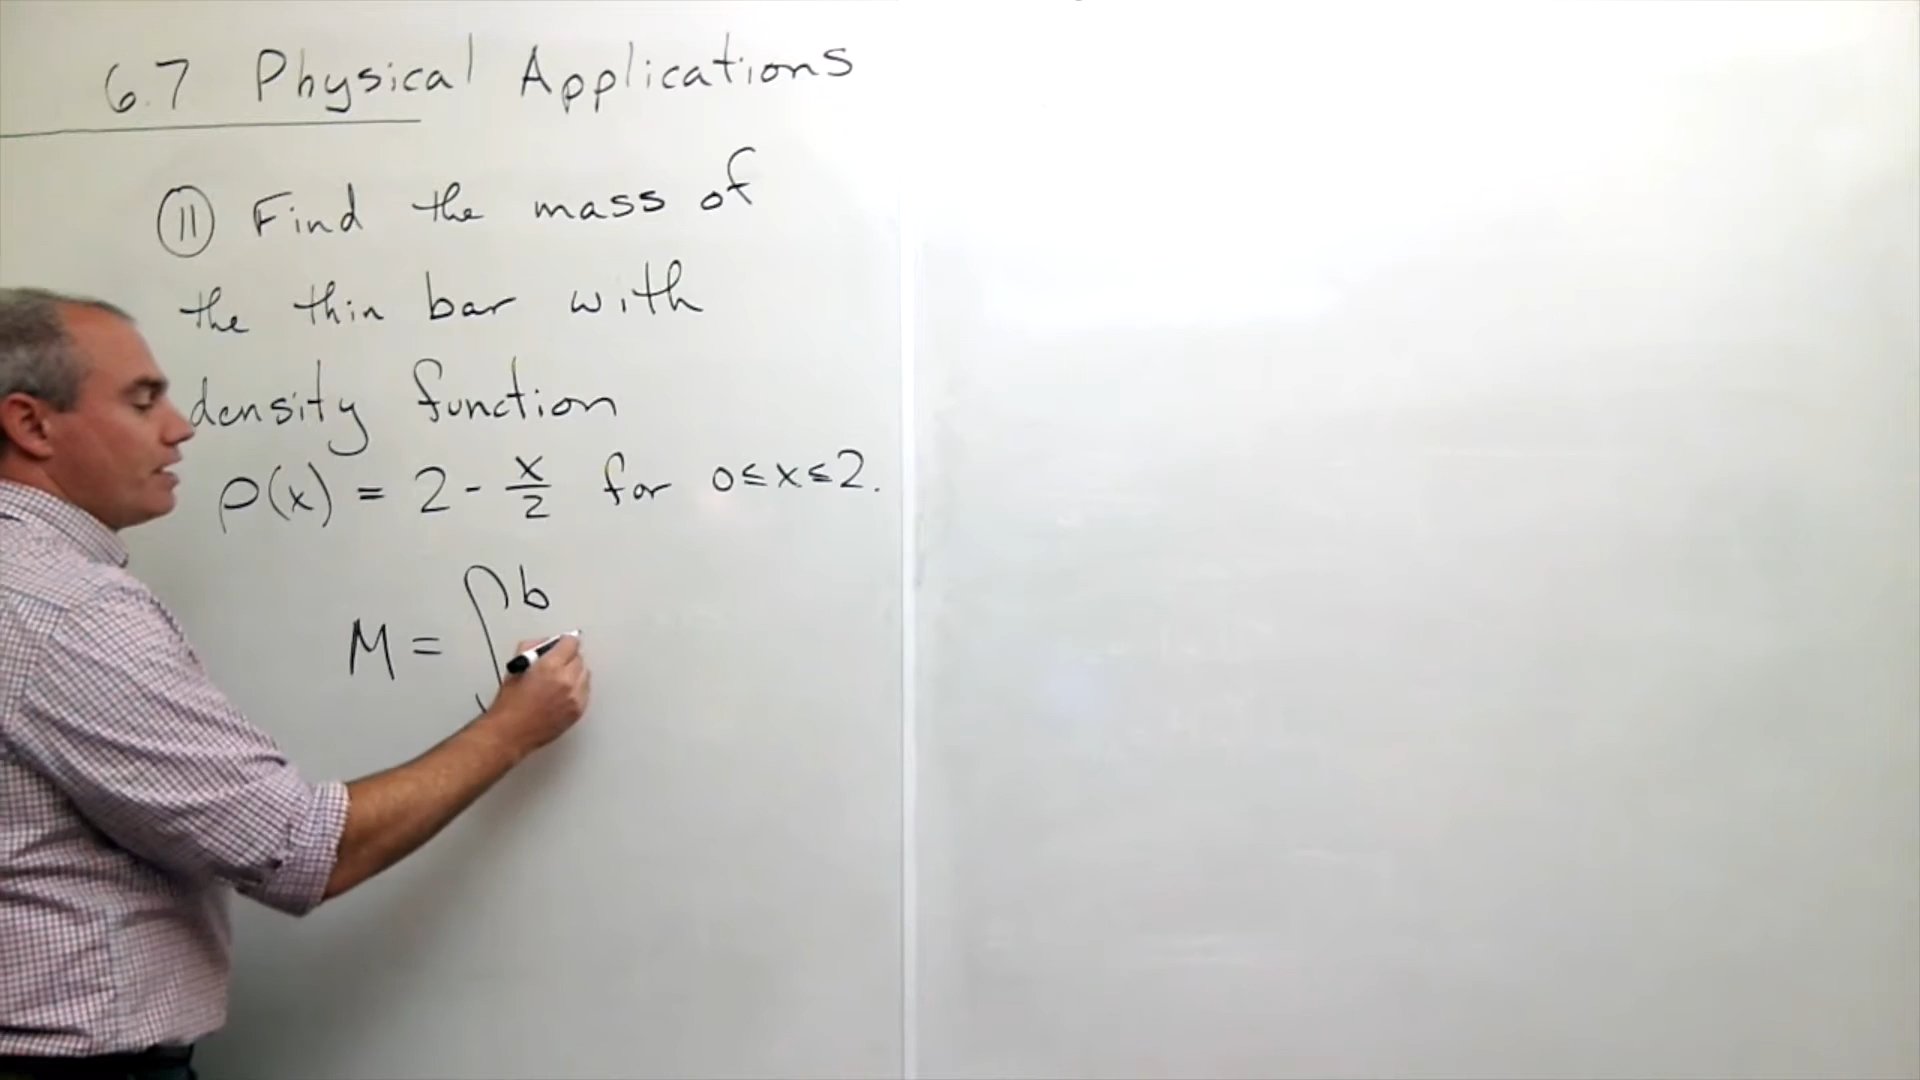 6.7 Physical Applications
⑪ Find the mass of
the thin bar with
density function
ρ(x) = 2 - x/2 for 0≤x≤2.
M = ∫ b